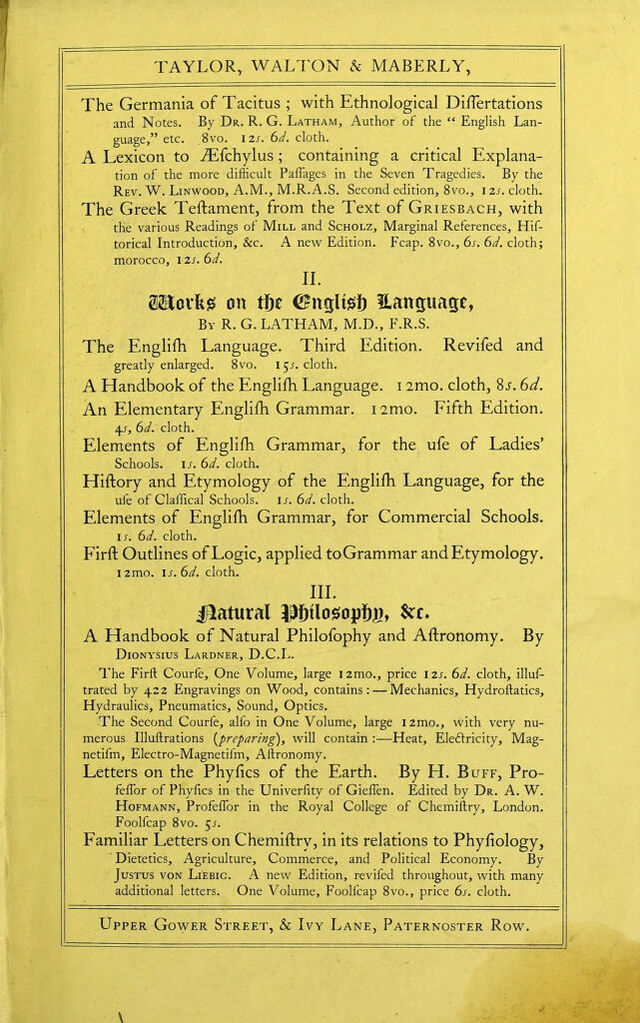 TAYLOR, WALTON & MABERLY,
The Germania of Tacitus ; with Ethnological Diſſertations
and Notes. By Dr. R. G. Latham, Author of the “ Engliſh Lan-
guage,” etc. 8vo. 12s. 6d. cloth.
A Lexicon to Æſchylus ; containing a critical Explana-
tion of the more difficult Paſſages in the Seven Tragedies. By the
Rev. W. Linwood, A.M., M.R.A.S. Second edition, 8vo., 12s. cloth.
The Greek Teſtament, from the Text of Griesbach, with
the various Readings of Mill and Scholz, Marginal References, Hiſ-
torical Introduction, &c. A new Edition. Fcap. 8vo., 6s. 6d. cloth;
morocco, 12s. 6d.
II.
Works on the English Language,
By R. G. LATHAM, M.D., F.R.S.
The Engliſh Language. Third Edition. Reviſed and
greatly enlarged. 8vo. 15s. cloth.
A Handbook of the Engliſh Language. 12mo. cloth, 8s. 6d.
An Elementary Engliſh Grammar. 12mo. Fifth Edition.
4s, 6d. cloth.
Elements of Engliſh Grammar, for the uſe of Ladies’
Schools. 1s. 6d. cloth.
Hiſtory and Etymology of the Engliſh Language, for the
uſe of Claſſical Schools. 1s. 6d. cloth.
Elements of Engliſh Grammar, for Commercial Schools.
1s. 6d. cloth.
Firſt Outlines of Logic, applied to Grammar and Etymology.
12mo. 1s. 6d. cloth.
III.
Natural Philosophy, &c.
A Handbook of Natural Philoſophy and Aſtronomy. By
Dionysius Lardner, D.C.L.
The Firſt Courſe, One Volume, large 12mo., price 12s. 6d. cloth, illuſ-
trated by 422 Engravings on Wood, contains : — Mechanics, Hydroſtatics,
Hydraulics, Pneumatics, Sound, Optics.
The Second Courſe, alſo in One Volume, large 12mo., with very nu-
merous Illuſtrations (preparing), will contain :—Heat, Electricity, Mag-
netiſm, Electro-Magnetiſm, Aſtronomy.
Letters on the Phyſics of the Earth. By H. Buff, Pro-
feſſor of Phyſics in the Univerſity of Gieſſen. Edited by Dr. A. W.
Hofmann, Profeſſor in the Royal College of Chemiſtry, London.
Foolſcap 8vo. 5s.
Familiar Letters on Chemiſtry, in its relations to Phyſiology,
Dietetics, Agriculture, Commerce, and Political Economy. By
Justus von Liebig. A new Edition, reviſed throughout, with many
additional letters. One Volume, Foolſcap 8vo., price 6s. cloth.
Upper Gower Street, & Ivy Lane, Paternoster Row.